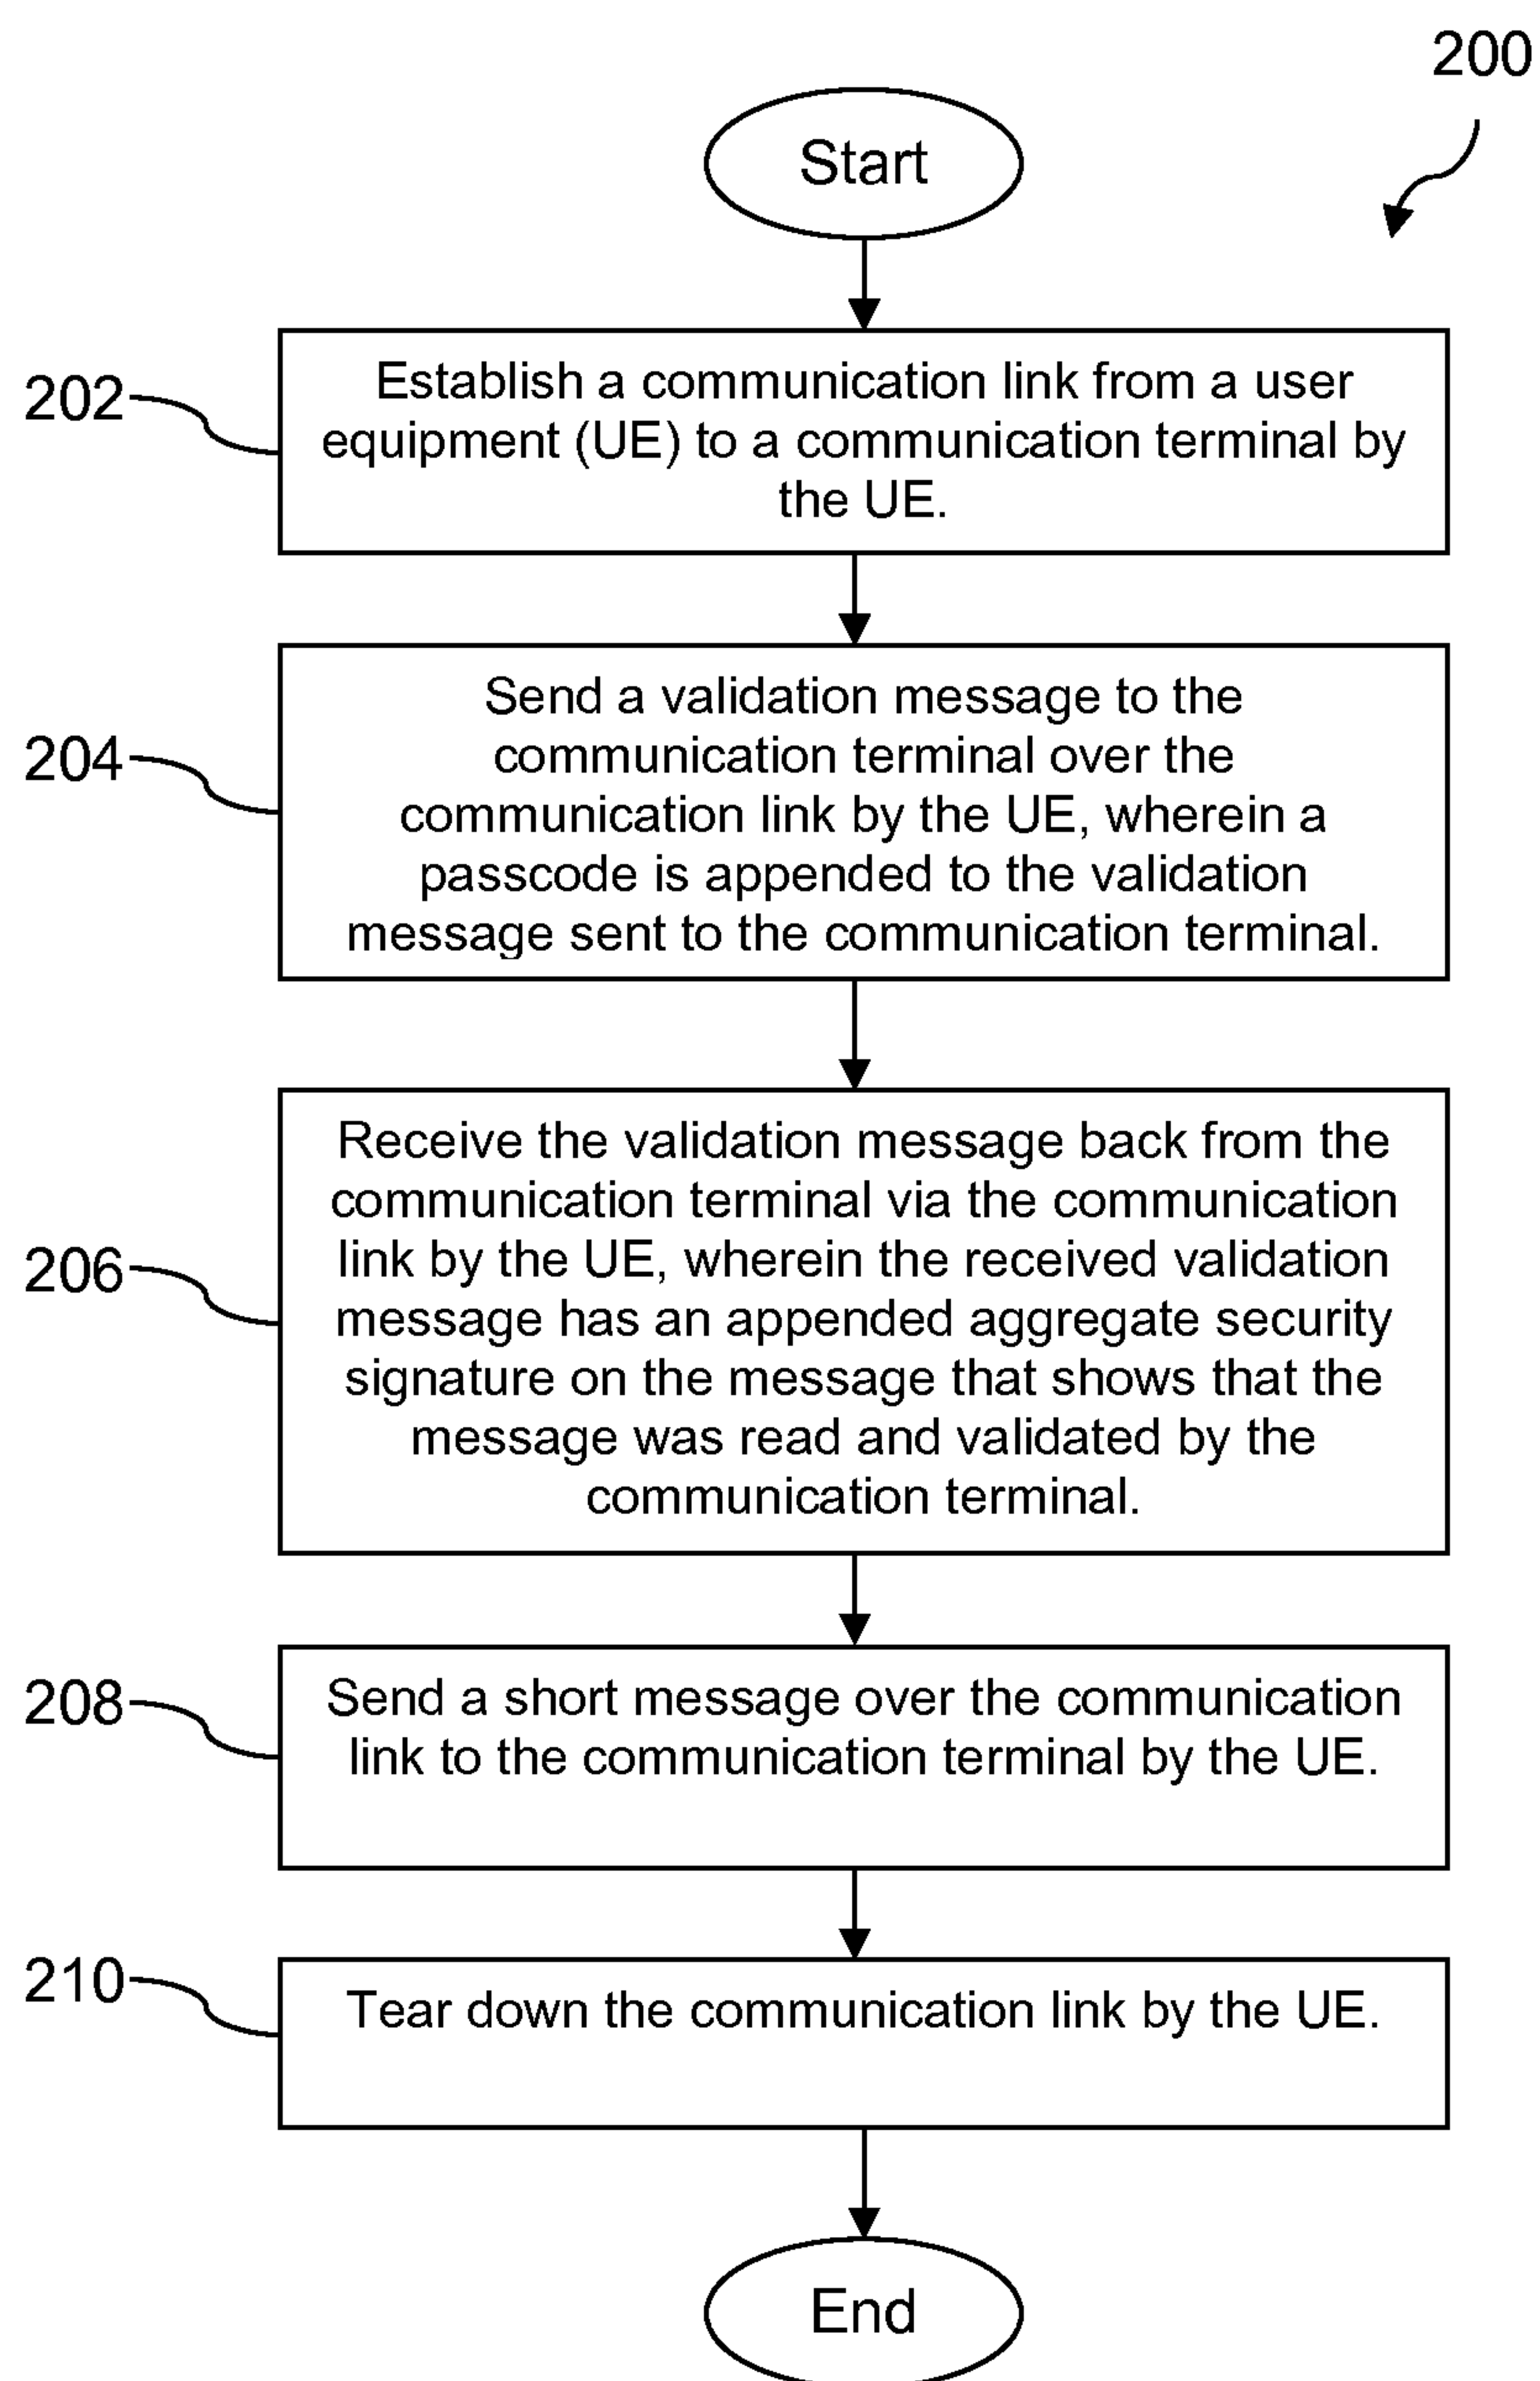 200
Start
202
Establish a communication link from a user
equipment (UE) to a communication terminal by
the UE.
204
Send a validation message to the
communication terminal over the
communication link by the UE, wherein a
passcode is appended to the validation
message sent to the communication terminal.
206
Receive the validation message back from the
communication terminal via the communication
link by the UE, wherein the received validation
message has an appended aggregate security
signature on the message that shows that the
message was read and validated by the
communication terminal.
208
Send a short message over the communication
link to the communication terminal by the UE.
210
Tear down the communication link by the UE.
End